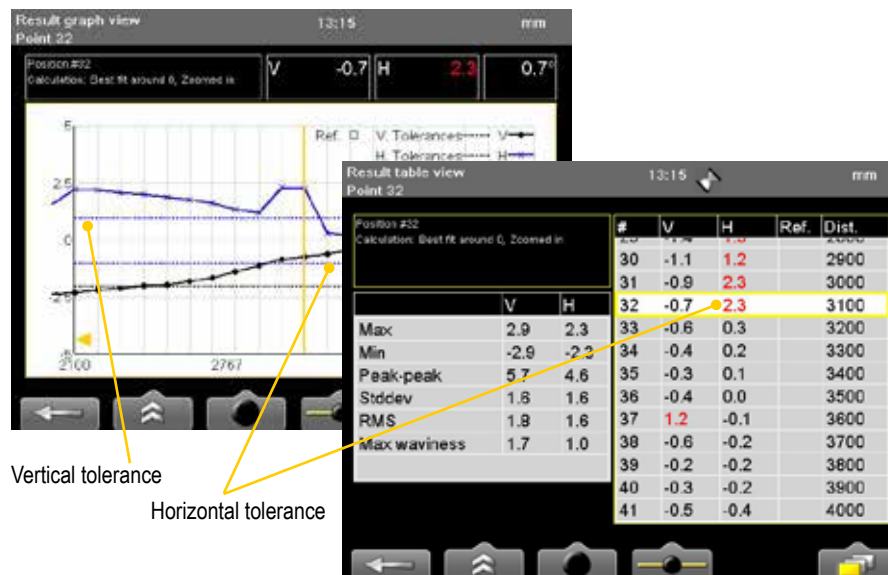 Result graph view 13:15 mm
Point 32
Position #32
Calculation: Best fit around 0, Zoomed in
V -0.7 H 2.3 0.7°
5
Ref. V. Tolerances V
H. Tolerances H
2.5
0
-2.5
2100 2767
Result table view 13:15 mm
Point 32
Position #32
Calculation: Best fit around 0, Zoomed in
V H
Max 2.9 2.3
Min -2.9 -2.3
Peak-peak 5.7 4.6
Stddev 1.6 1.6
RMS 1.8 1.6
Max waviness 1.7 1.0
# V H Ref. Dist.
30 -1.1 1.2 2900
31 -0.9 2.3 3000
32 -0.7 2.3 3100
33 -0.6 0.3 3200
34 -0.4 0.2 3300
35 -0.3 0.1 3400
36 -0.4 0.0 3500
37 1.2 -0.1 3600
38 -0.6 -0.2 3700
39 -0.2 -0.2 3800
40 -0.3 -0.2 3900
41 -0.5 -0.4 4000
Vertical tolerance
Horizontal tolerance